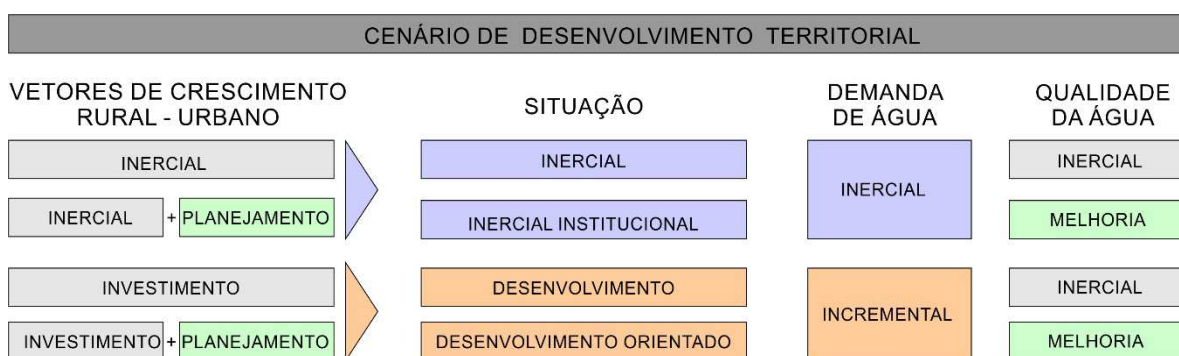 CENÁRIO DE DESENVOLVIMENTO TERRITORIAL
VETORES DE CRESCIMENTO
RURAL - URBANO
SITUAÇÃO
DEMANDA
DE ÁGUA
QUALIDADE
DA ÁGUA
INERCIAL
INERCIAL
INERCIAL
INERCIAL
INERCIAL + PLANEJAMENTO
INERCIAL INSTITUCIONAL
MELHORIA
INVESTIMENTO
DESENVOLVIMENTO
INCREMENTAL
INERCIAL
INVESTIMENTO + PLANEJAMENTO
DESENVOLVIMENTO ORIENTADO
MELHORIA